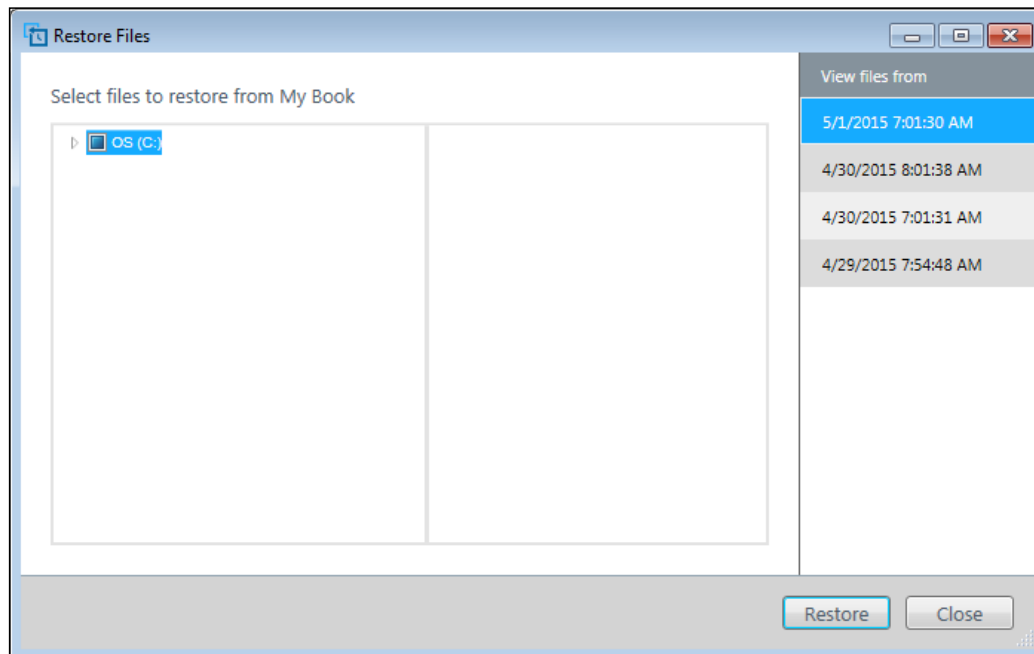 Restore Files
Select files to restore from My Book
OS (C:)
View files from
5/1/2015 7:01:30 AM
4/30/2015 8:01:38 AM
4/30/2015 7:01:31 AM
4/29/2015 7:54:48 AM
Restore
Close